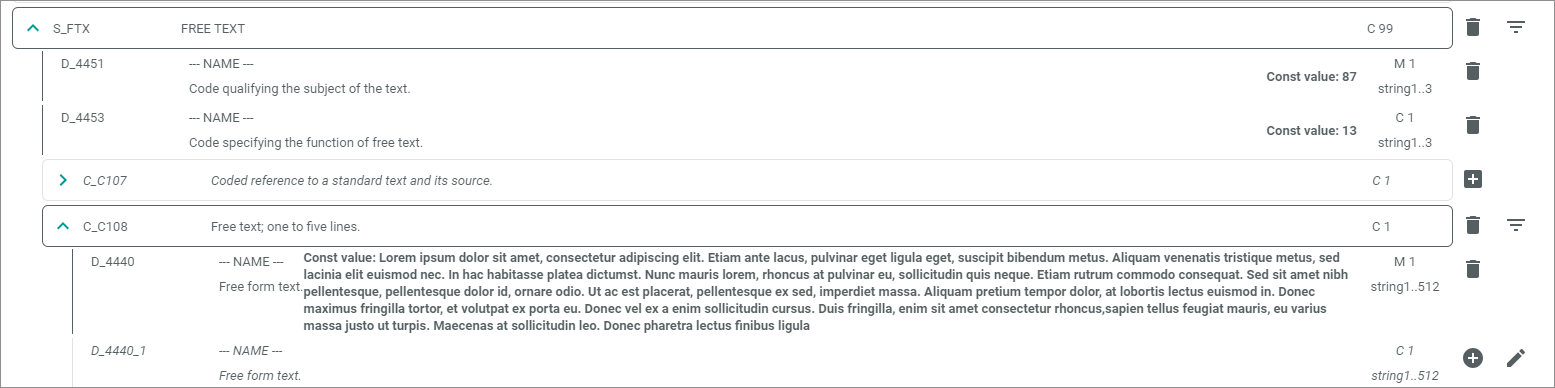 S_FTX FREE TEXT C 99
D_4451 --- NAME --- M 1
Code qualifying the subject of the text. Const value: 87 string1..3
D_4453 --- NAME --- C 1
Code specifying the function of free text. Const value: 13 string1..3
C_C107 Coded reference to a standard text and its source. C 1
C_C108 Free text; one to five lines. C 1
D_4440 --- NAME --- M 1
Free form text. string1..512
Const value: Lorem ipsum dolor sit amet, consectetur adipiscing elit. Etiam ante lacus, pulvinar eget ligula eget, suscipit bibendum metus. Aliquam venenatis tristique metus, sed
lacinia elit euismod nec. In hac habitasse platea dictumst. Nunc mauris lorem, rhoncus at pulvinar eu, sollicitudin quis neque. Etiam rutrum commodo consequat. Sed sit amet nibh
pellentesque, pellentesque dolor id, ornare odio. Ut ac est placerat, pellentesque ex sed, imperdiet massa. Aliquam pretium tempor dolor, at lobortis lectus euismod in. Donec
maximus fringilla tortor, et volutpat ex porta eu. Donec vel ex a enim sollicitudin cursus. Duis fringilla, enim sit amet consectetur rhoncus,sapien tellus feugiat mauris, eu varius
massa justo ut turpis. Maecenas at sollicitudin leo. Donec pharetra lectus finibus ligula
D_4440_1 --- NAME --- C 1
Free form text. string1..512